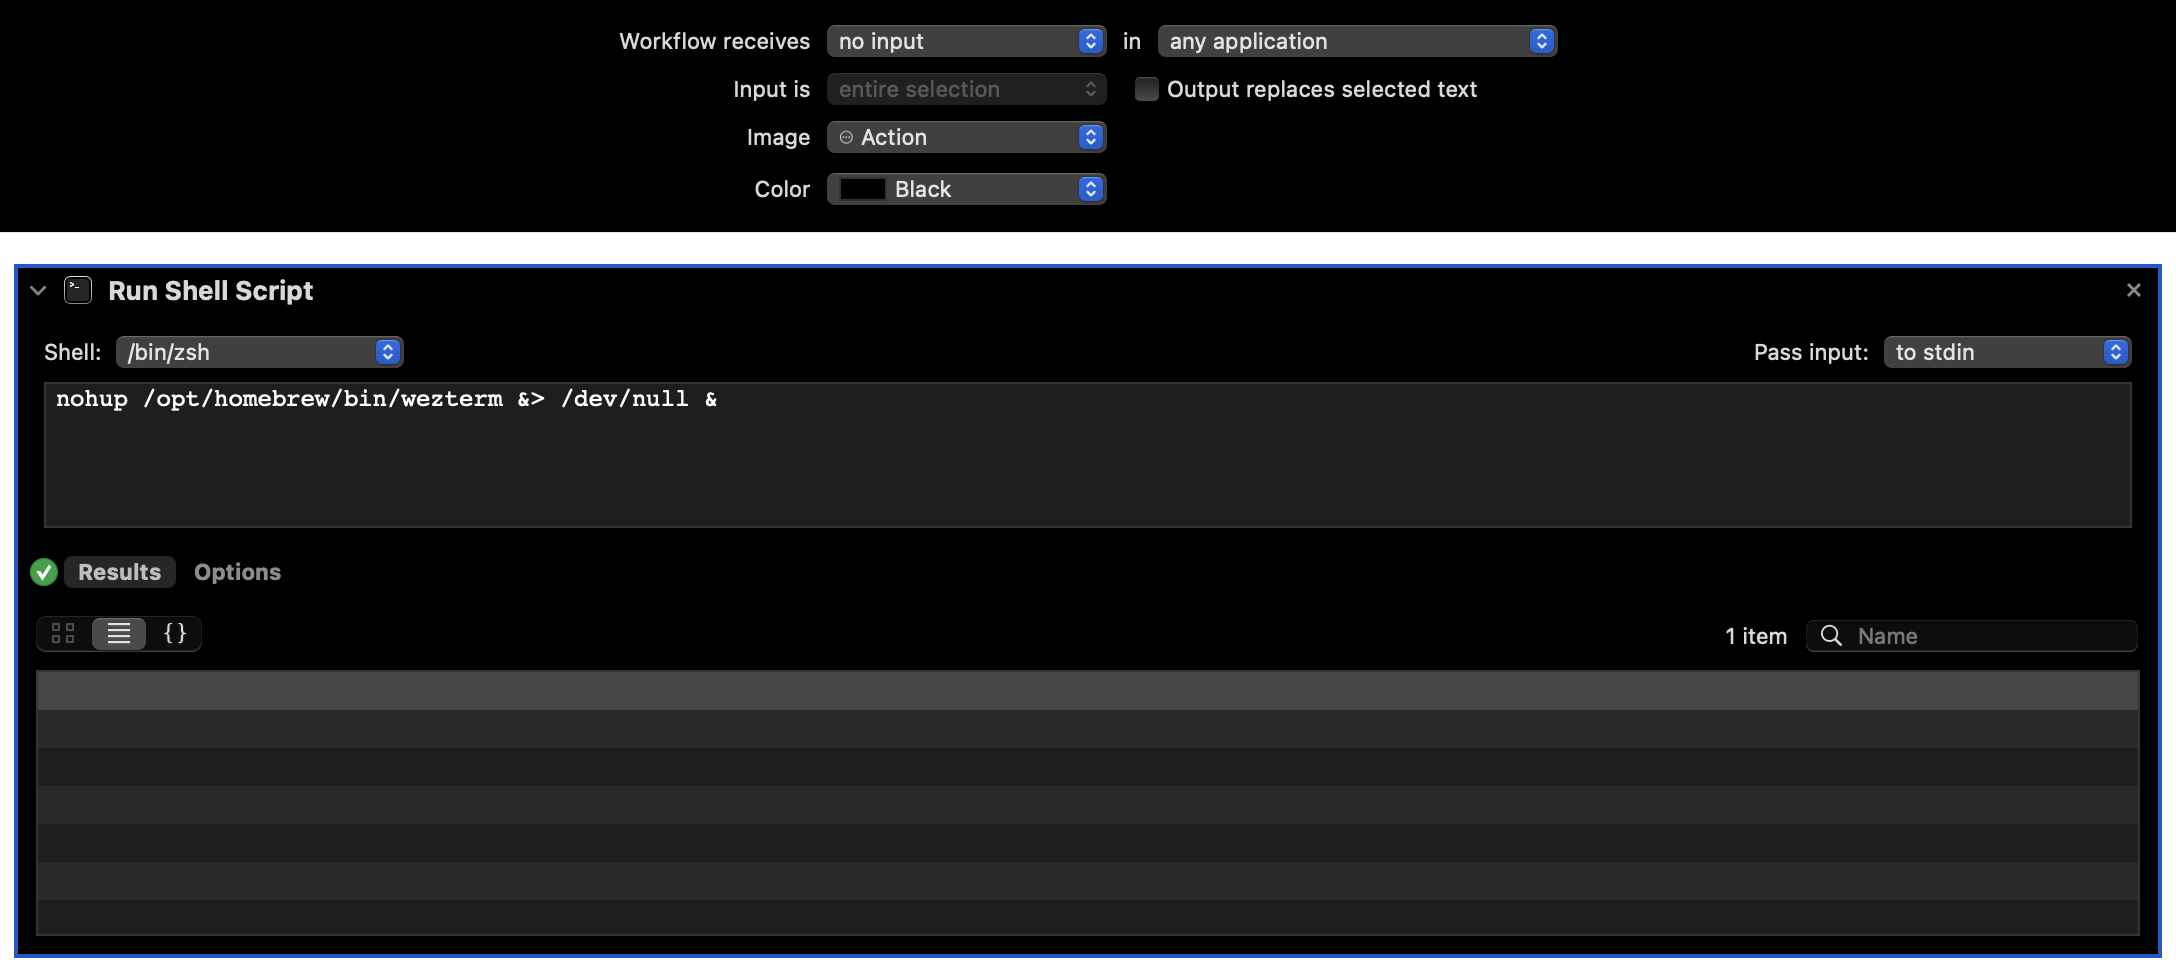 Workflow receives no input in any application
Input is entire selection Output replaces selected text
Image Action
Color Black
Run Shell Script
Shell: /bin/zsh Pass input: to stdin
nohup /opt/homebrew/bin/wezterm &> /dev/null &
Results Options
{} 1 item Name